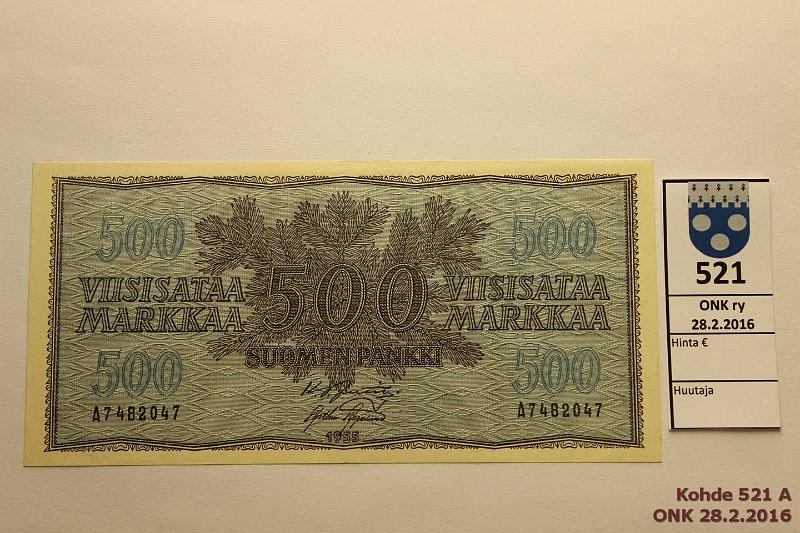 500 500
VIISISATAA 500 VIISISATAA
MARKKAA MARKKAA
SUOMEN PANKKI
500 500
A7482047 A7482047
1955
521
ONK ry
28.2.2016
Hinta €
Huutaja
Kohde 521 A
ONK 28.2.2016